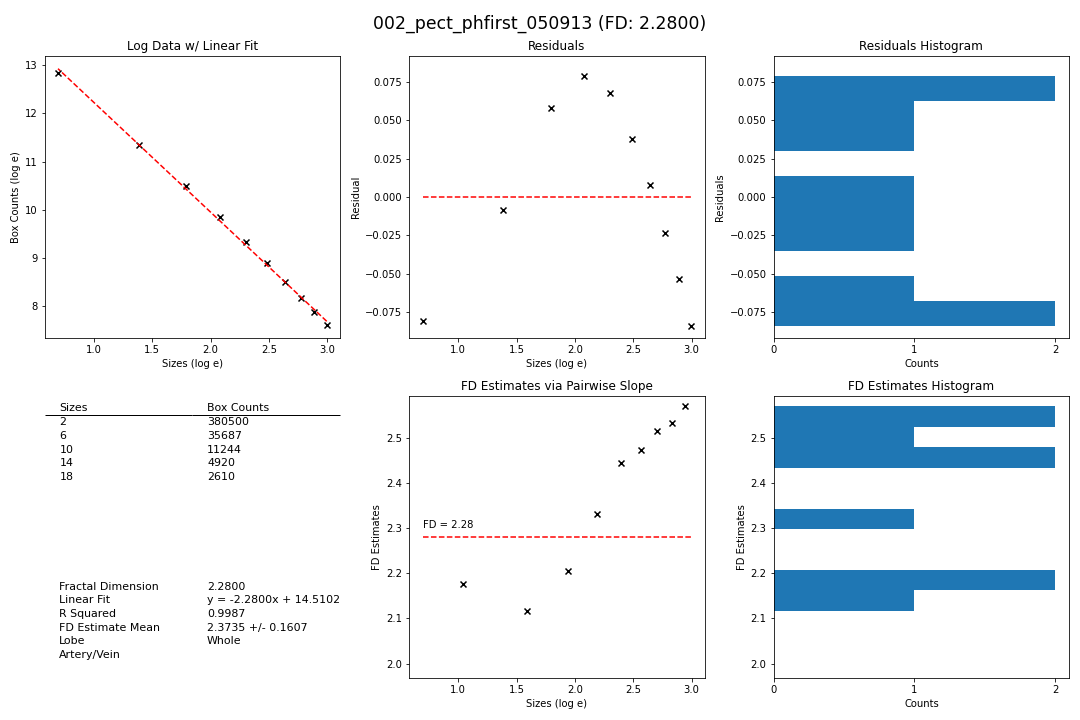 002_pect_phfirst_050913 (FD: 2.2800)
Log Data w/ Linear Fit
13
12
11
10
9
8
Box Counts (log e)
1.0 1.5 2.0 2.5 3.0
Sizes (log e)
Residuals
0.075
0.050
0.025
0.000
−0.025
−0.050
−0.075
Residual
1.0 1.5 2.0 2.5 3.0
Sizes (log e)
Residuals Histogram
0.075
0.050
0.025
0.000
−0.025
−0.050
−0.075
Residuals
0 1 2
Counts
Sizes Box Counts
2 380500
6 35687
10 11244
14 4920
18 2610
Fractal Dimension 2.2800
Linear Fit y = -2.2800x + 14.5102
R Squared 0.9987
FD Estimate Mean 2.3735 +/- 0.1607
Lobe Whole
Artery/Vein
FD Estimates via Pairwise Slope
2.5
2.4
2.3
2.2
2.1
2.0
FD Estimates
FD = 2.28
1.0 1.5 2.0 2.5 3.0
Sizes (log e)
FD Estimates Histogram
2.5
2.4
2.3
2.2
2.1
2.0
FD Estimates
0 1 2
Counts